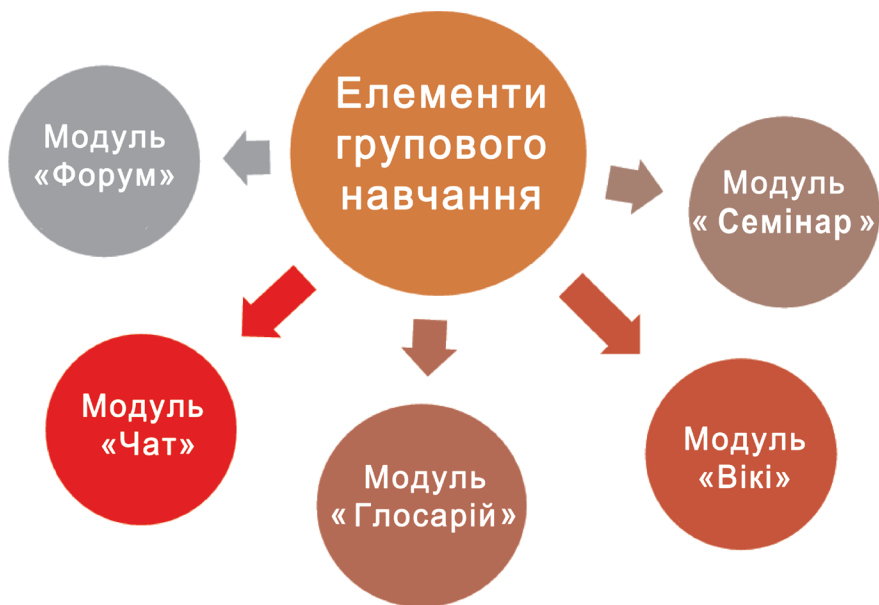 Елементи
групового
навчання
Модуль
«Форум»
Модуль
« Семінар »
Модуль
«Чат»
Модуль
« Глосарій»
Модуль
«Вікі»